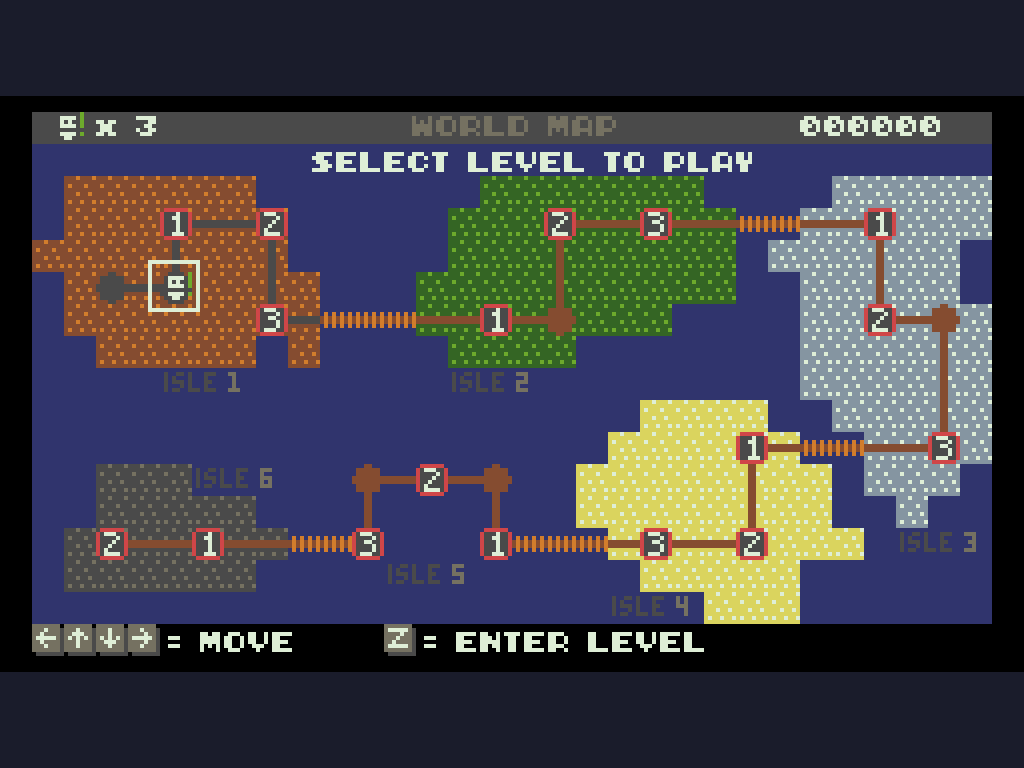 x 3 WORLD MAP 000000
SELECT LEVEL TO PLAY
1 2 2 3 1
3 1 2
ISLE 1 ISLE 2
1 3
ISLE 6 2
2 1 3 1 3 2 ISLE 3
ISLE 5
ISLE 4
← ↑ ↓ → = MOVE Z = ENTER LEVEL